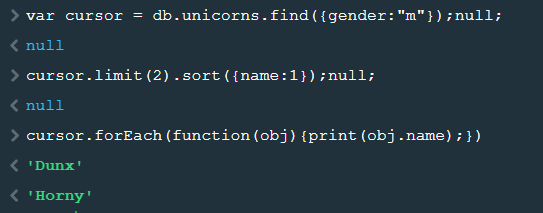 > var cursor = db.unicorns.find({gender:"m"});null;
< null
> cursor.limit(2).sort({name:1});null;
< null
> cursor.forEach(function(obj){print(obj.name);})
< 'Dunx'
< 'Horny'